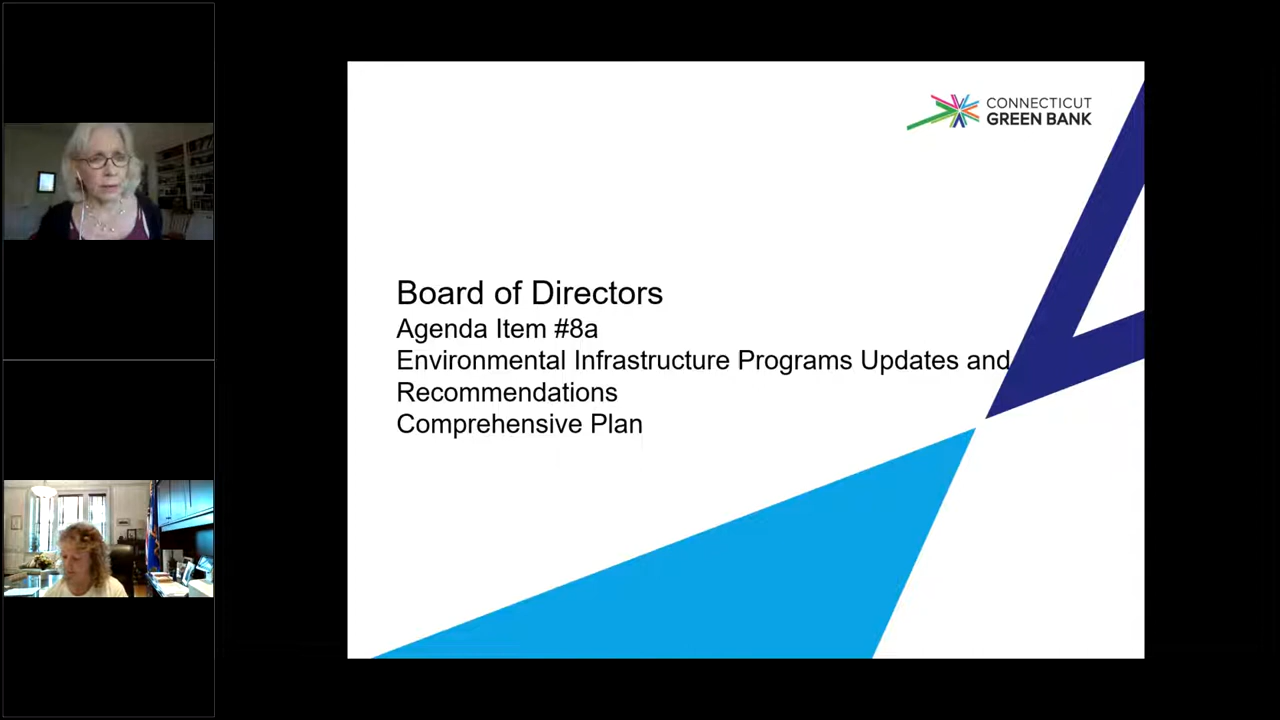 CONNECTICUT
GREEN BANK
Board of Directors
Agenda Item #8a
Environmental Infrastructure Programs Updates and
Recommendations
Comprehensive Plan